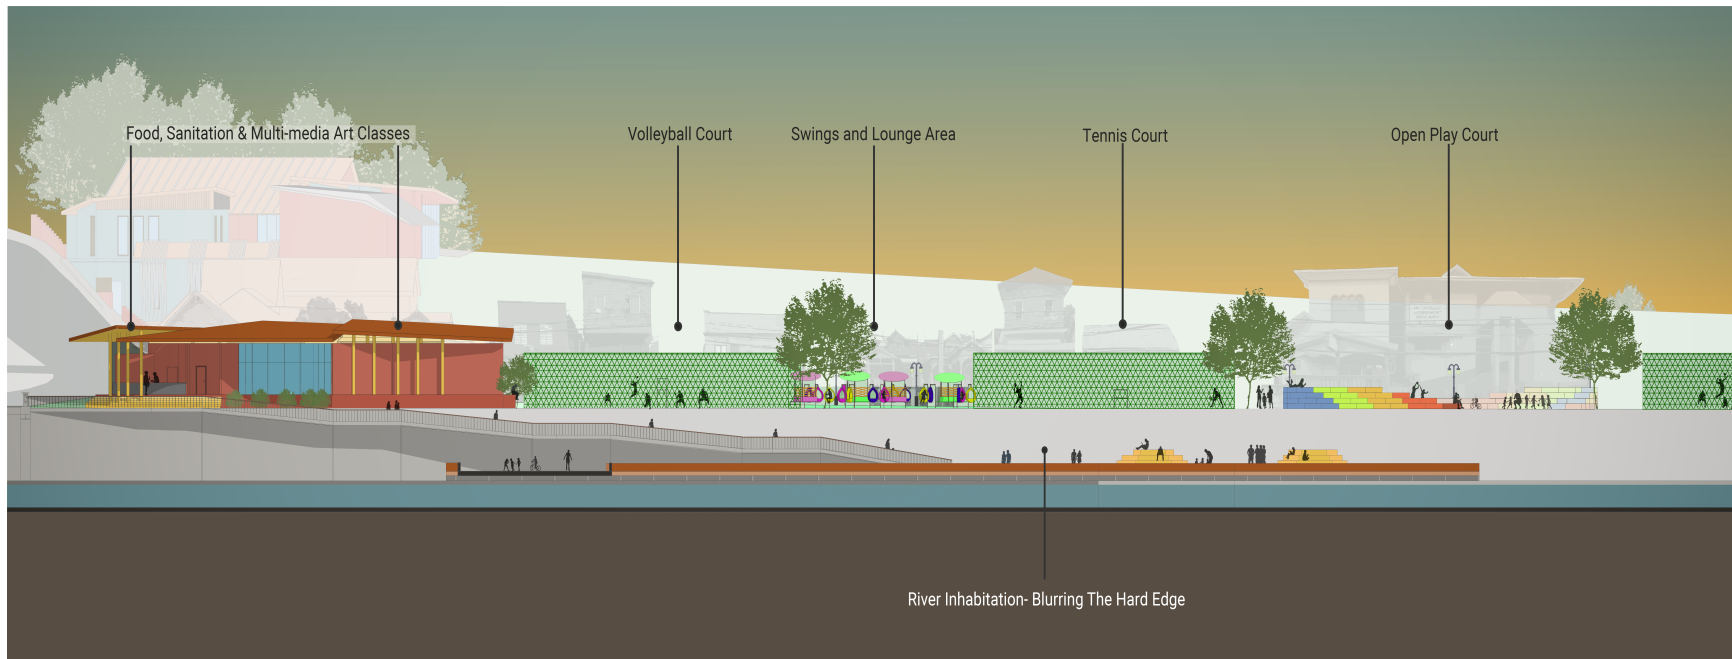 Food, Sanitation & Multi-media Art Classes
Volleyball Court
Swings and Lounge Area
Tennis Court
Open Play Court
River Inhabitation- Blurring The Hard Edge